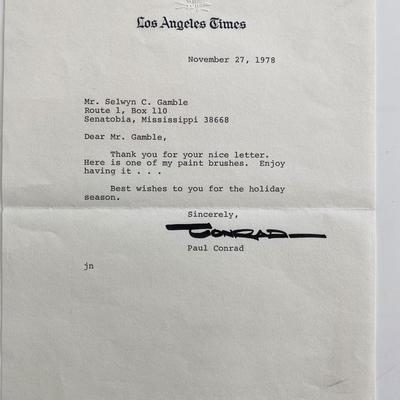 Los Angeles Times
November 27, 1978
Mr. Selwyn C. Gamble
Route 1, Box 110
Senatobia, Mississippi 38668
Dear Mr. Gamble,
Thank you for your nice letter.
Here is one of my paint brushes. Enjoy
having it . . .
Best wishes to you for the holiday
season.
Sincerely,
CONRAD
Paul Conrad
jn